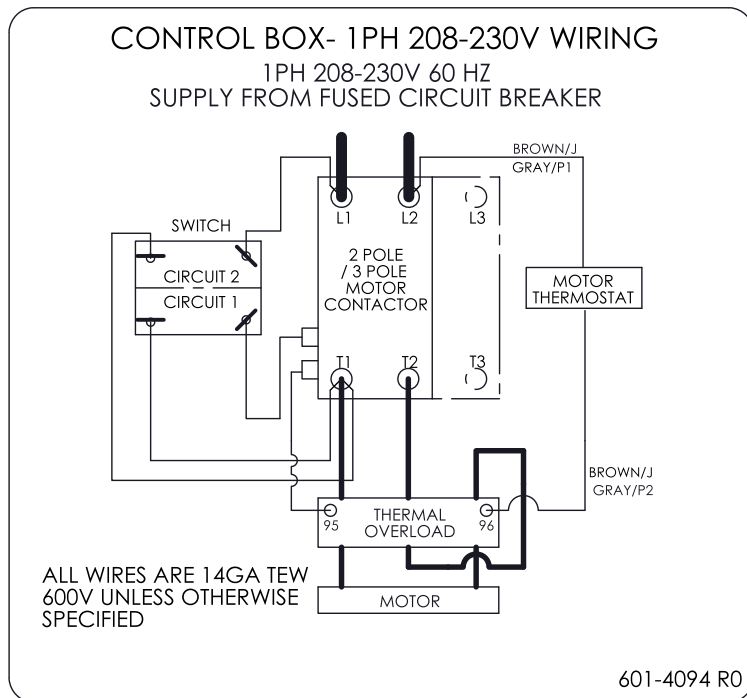 CONTROL BOX- 1PH 208-230V WIRING
1PH 208-230V 60 HZ
SUPPLY FROM FUSED CIRCUIT BREAKER
BROWN/J
GRAY/P1
L1
L2
L3
SWITCH
CIRCUIT 2
CIRCUIT 1
2 POLE
/ 3 POLE
MOTOR
CONTACTOR
MOTOR
THERMOSTAT
T1
T2
T3
BROWN/J
GRAY/P2
95
THERMAL
OVERLOAD
96
MOTOR
ALL WIRES ARE 14GA TEW
600V UNLESS OTHERWISE
SPECIFIED
601-4094 R0